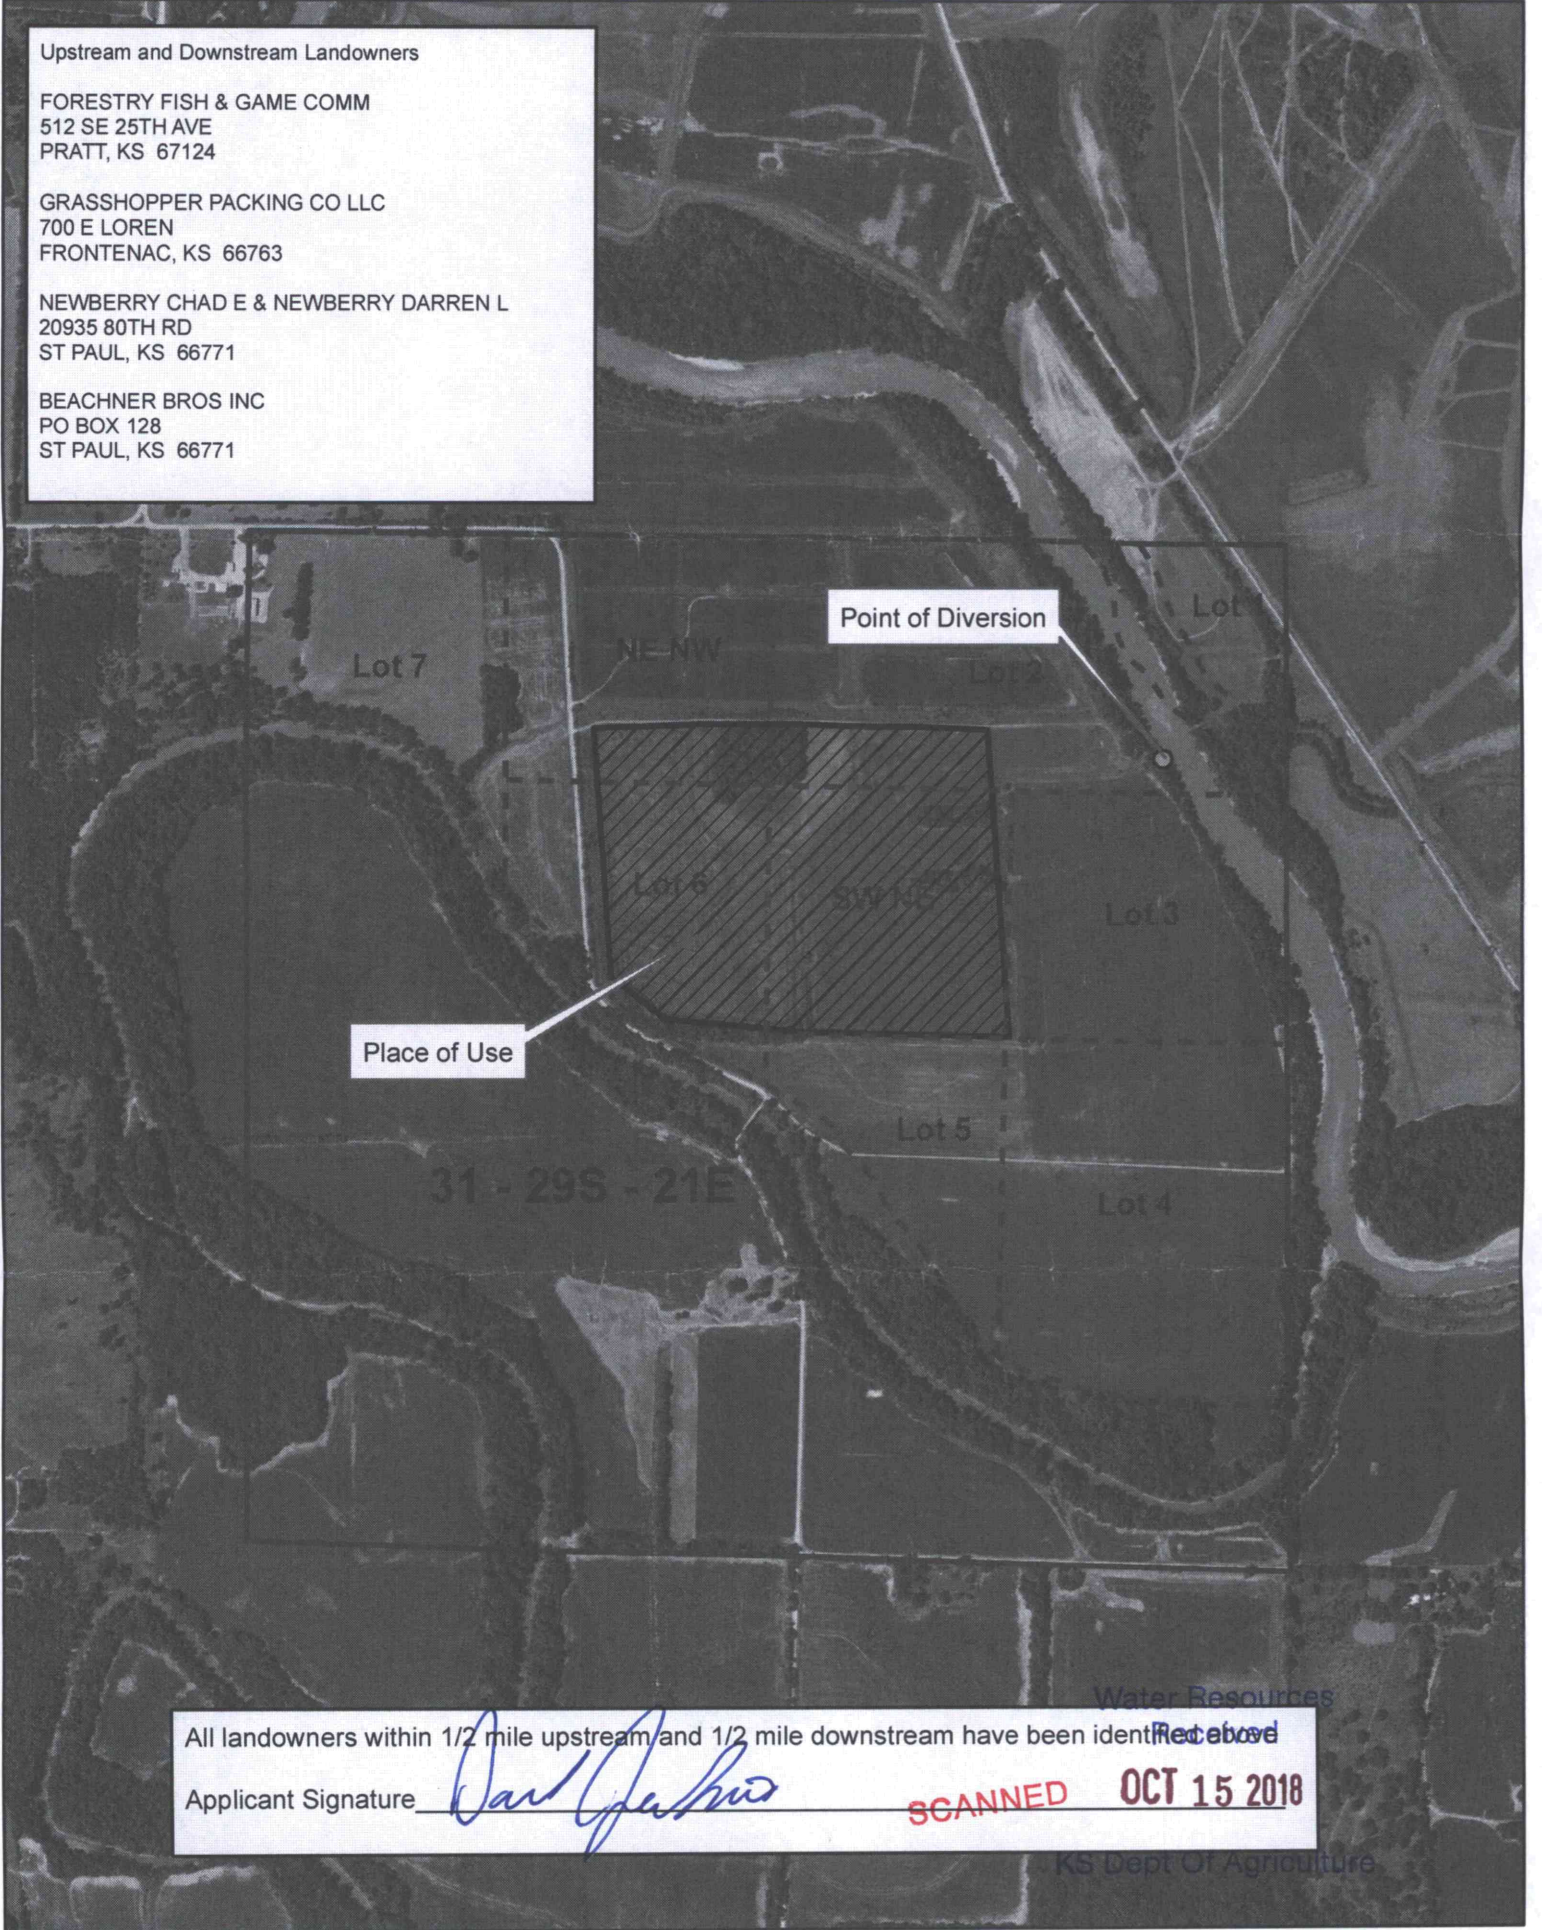 Upstream and Downstream Landowners
FORESTRY FISH & GAME COMM
512 SE 25TH AVE
PRATT, KS 67124
GRASSHOPPER PACKING CO LLC
700 E LOREN
FRONTENAC, KS 66763
NEWBERRY CHAD E & NEWBERRY DARREN L
20935 80TH RD
ST PAUL, KS 66771
BEACHNER BROS INC
PO BOX 128
ST PAUL, KS 66771
Point of Diversion
Lot
Lot 7
NE NW
Lot 2
Lot 6
SW NE
Lot 3
Place of Use
Lot 5
31 - 29S - 21E
Lot 4
Water Resources
Received
All landowners within 1/2 mile upstream and 1/2 mile downstream have been identified above
Applicant Signature
SCANNED
OCT 15 2018
KS Dept Of Agriculture